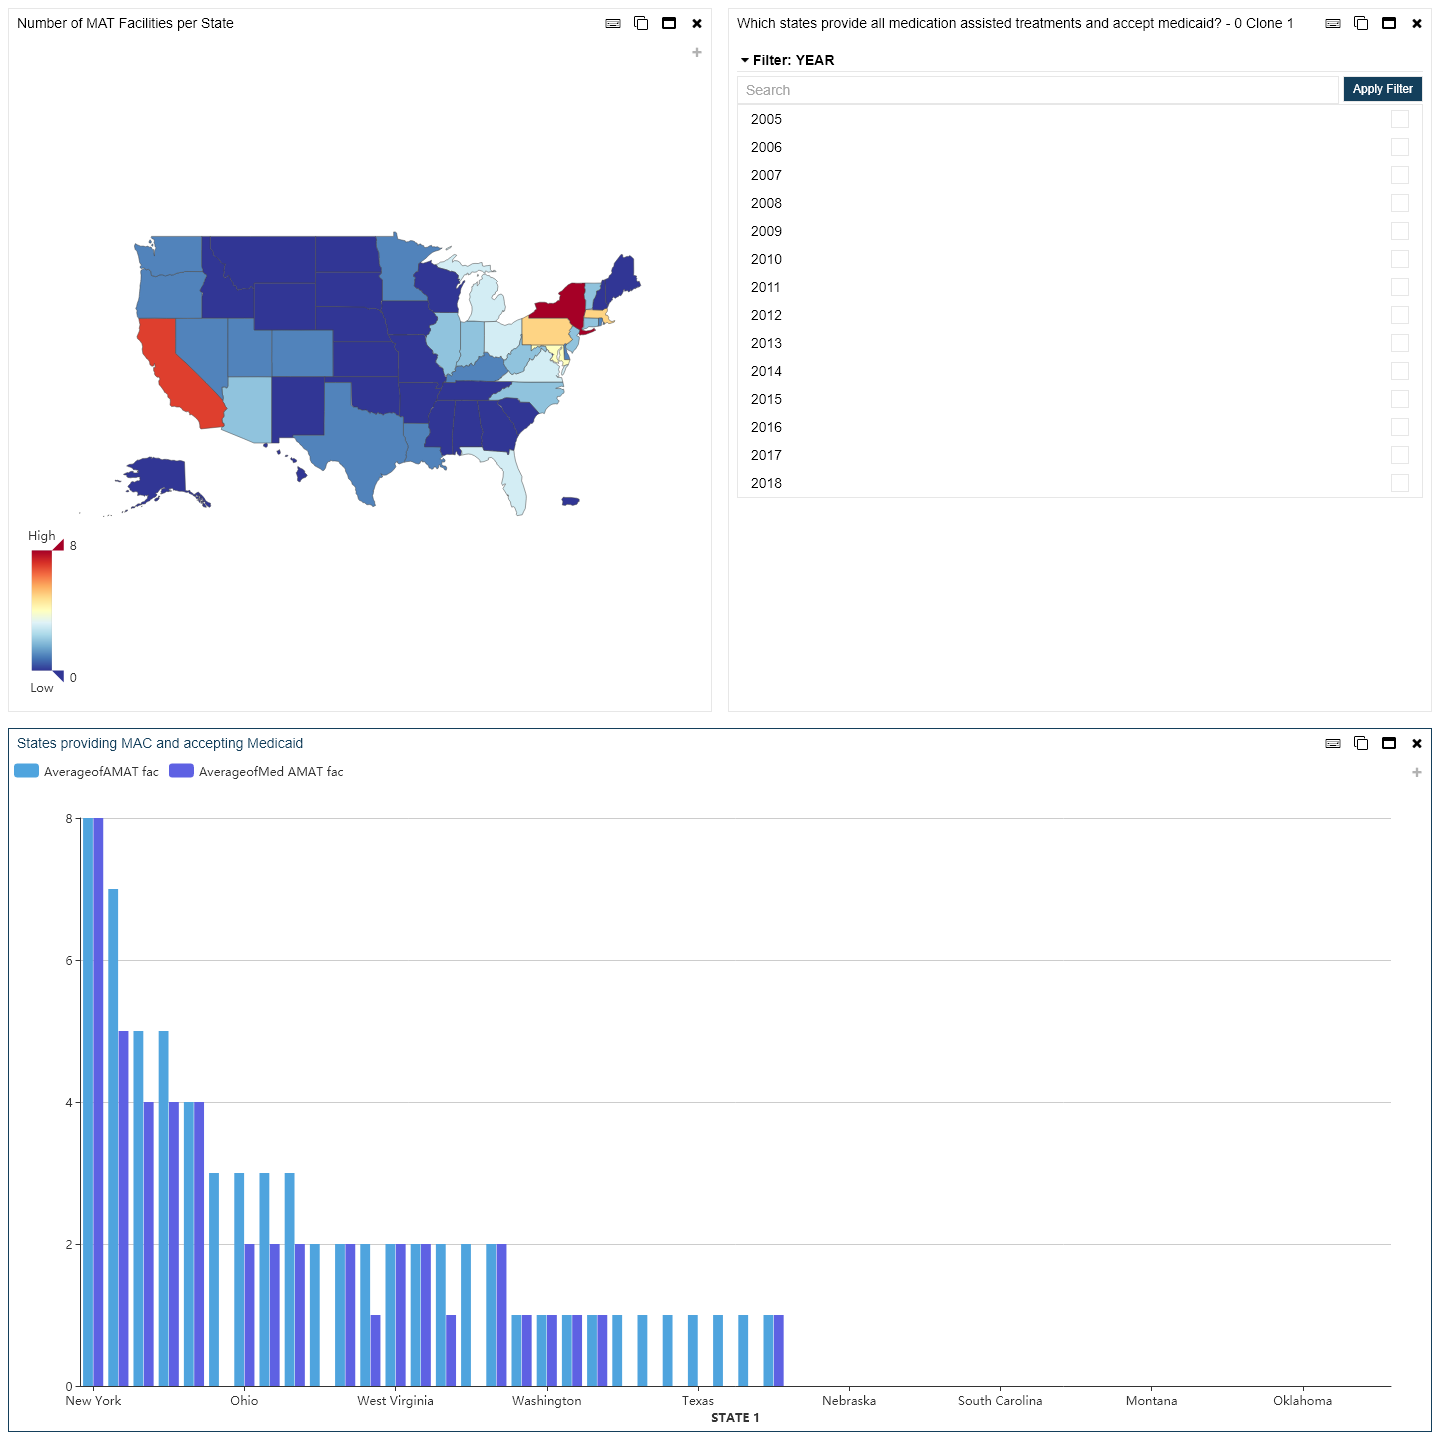 Number of MAT Facilities per State
High
8
0
Low
Which states provide all medication assisted treatments and accept medicaid? - 0 Clone 1
Filter: YEAR
Search
Apply Filter
2005
2006
2007
2008
2009
2010
2011
2012
2013
2014
2015
2016
2017
2018
States providing MAC and accepting Medicaid
AverageofAMAT fac AverageofMed AMAT fac
8
6
4
2
0
New York Ohio West Virginia Washington Texas Nebraska South Carolina Montana Oklahoma
STATE 1